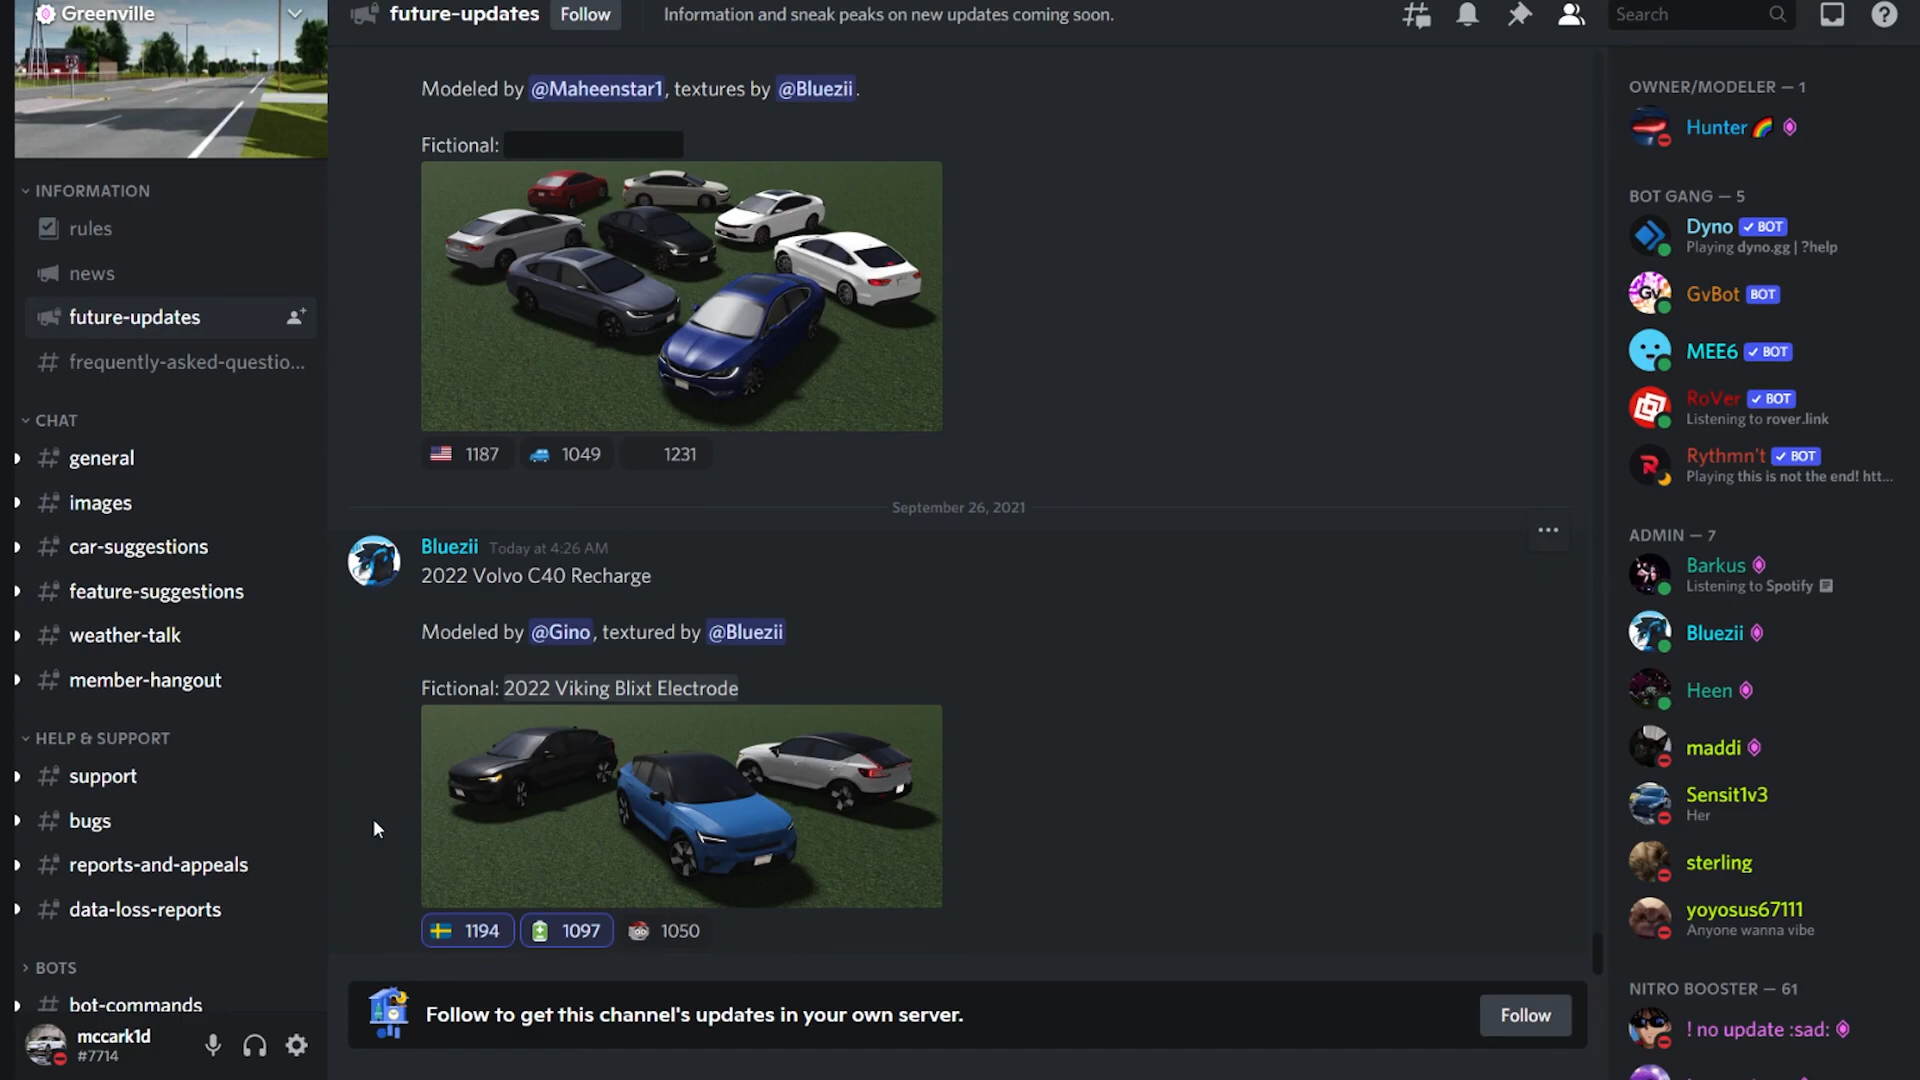 Greenville
future-updates
Follow
Information and sneak peaks on new updates coming soon.
Search
INFORMATION
rules
news
future-updates
frequently-asked-questio...
CHAT
general
images
car-suggestions
feature-suggestions
weather-talk
member-hangout
HELP & SUPPORT
support
bugs
reports-and-appeals
data-loss-reports
BOTS
bot-commands
mccark1d
#7714
Modeled by @Maheenstar1, textures by @Bluezii.
Fictional:
1187
1049
1231
September 26, 2021
Bluezii Today at 4:26 AM
2022 Volvo C40 Recharge
Modeled by @Gino, textured by @Bluezii
Fictional: 2022 Viking Blixt Electrode
1194
1097
1050
Follow to get this channel's updates in your own server.
Follow
OWNER/MODELER — 1
Hunter
BOT GANG — 5
Dyno BOT
Playing dyno.gg | ?help
GvBot BOT
MEE6 BOT
RoVer BOT
Listening to rover.link
Rythmn't BOT
Playing this is not the end! htt...
ADMIN — 7
Barkus
Listening to Spotify
Bluezii
Heen
maddi
Sensit1v3
Her
sterling
yoyosus67111
Anyone wanna vibe
NITRO BOOSTER — 61
! no update :sad: